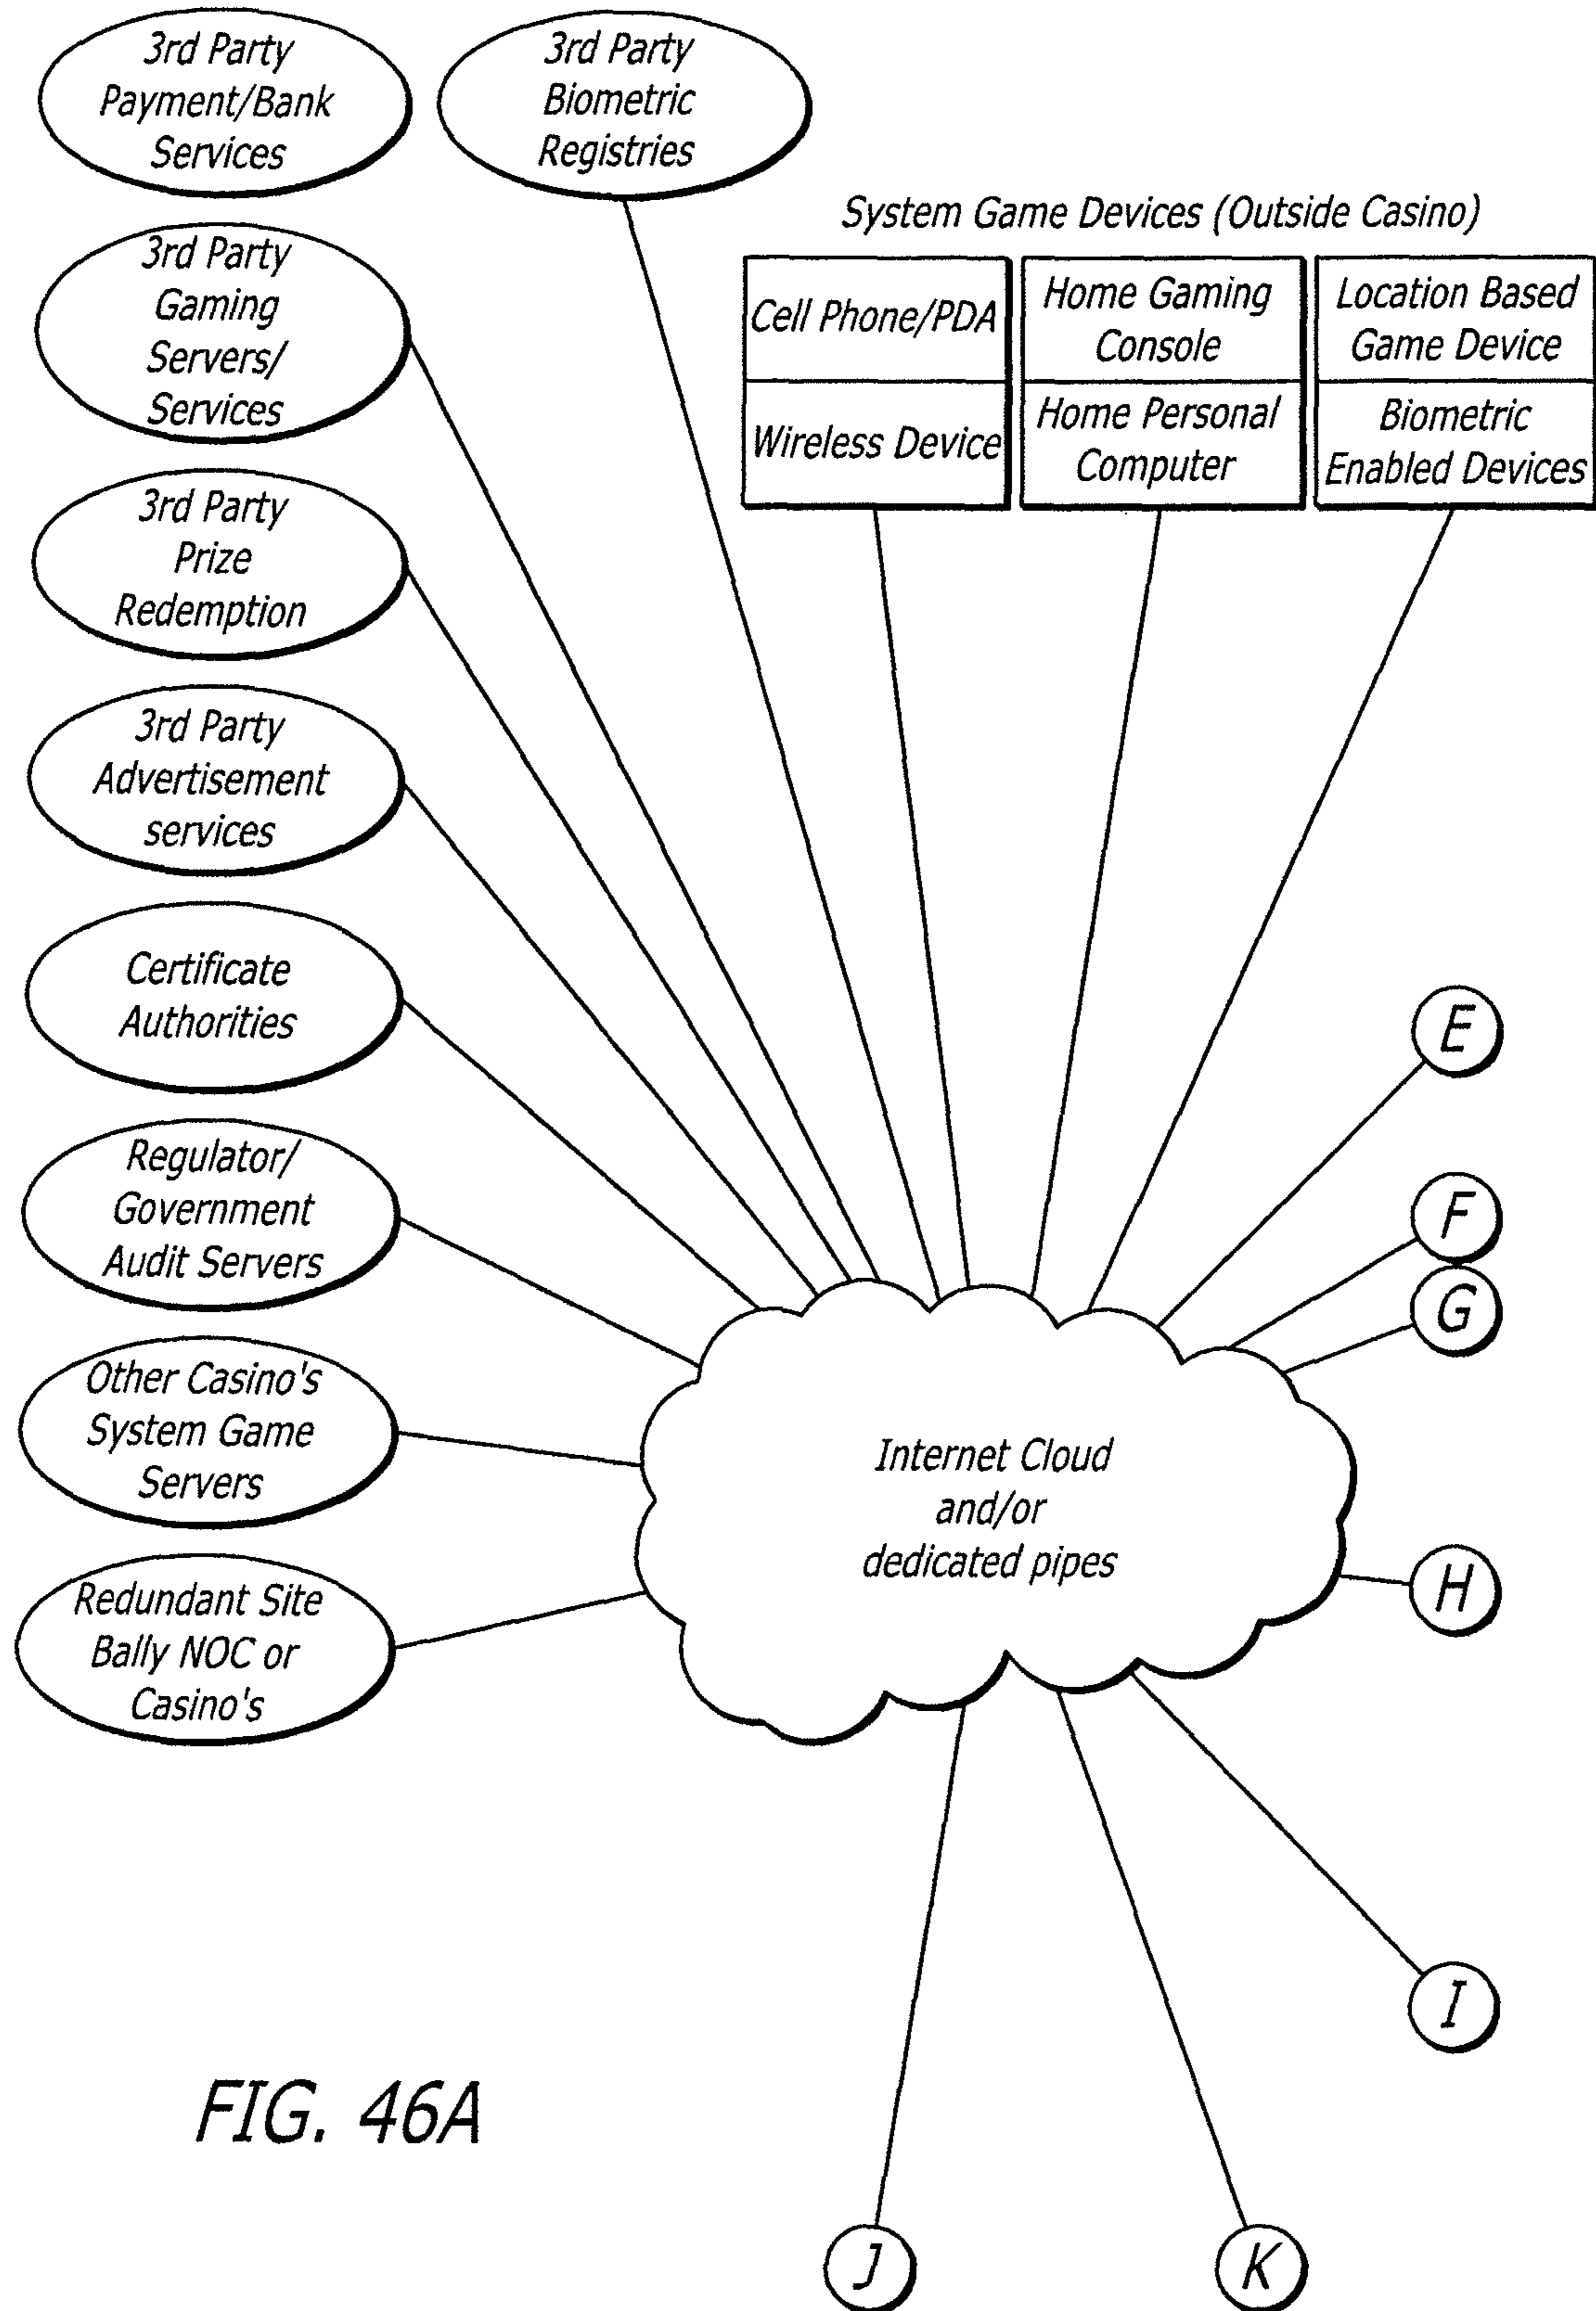 3rd Party
Payment/Bank
Services
3rd Party
Biometric
Registries
System Game Devices (Outside Casino)
Cell Phone/PDA
Home Gaming
Console
Location Based
Game Device
Wireless Device
Home Personal
Computer
Biometric
Enabled Devices
3rd Party
Gaming
Servers/
Services
3rd Party
Prize
Redemption
3rd Party
Advertisement
services
Certificate
Authorities
Regulator/
Government
Audit Servers
Other Casino's
System Game
Servers
Redundant Site
Bally NOC or
Casino's
Internet Cloud
and/or
dedicated pipes
E
F
G
H
I
J
K
FIG. 46A